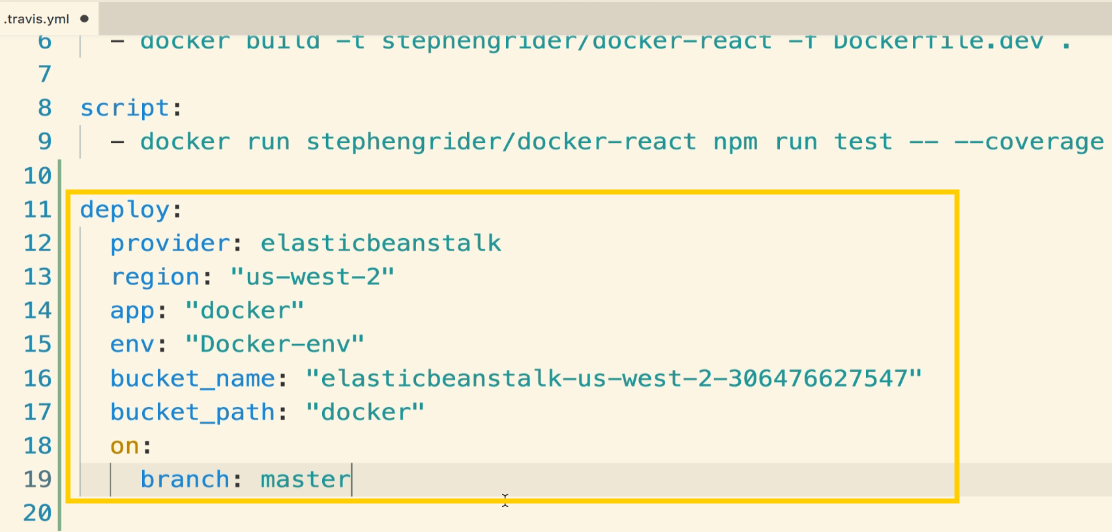 .travis.yml
6 - docker build -t stephengrider/docker-react -f Dockerfile.dev .
7
8 script:
9 - docker run stephengrider/docker-react npm run test -- --coverage
10
11 deploy:
12 provider: elasticbeanstalk
13 region: "us-west-2"
14 app: "docker"
15 env: "Docker-env"
16 bucket_name: "elasticbeanstalk-us-west-2-306476627547"
17 bucket_path: "docker"
18 on:
19 branch: master
20